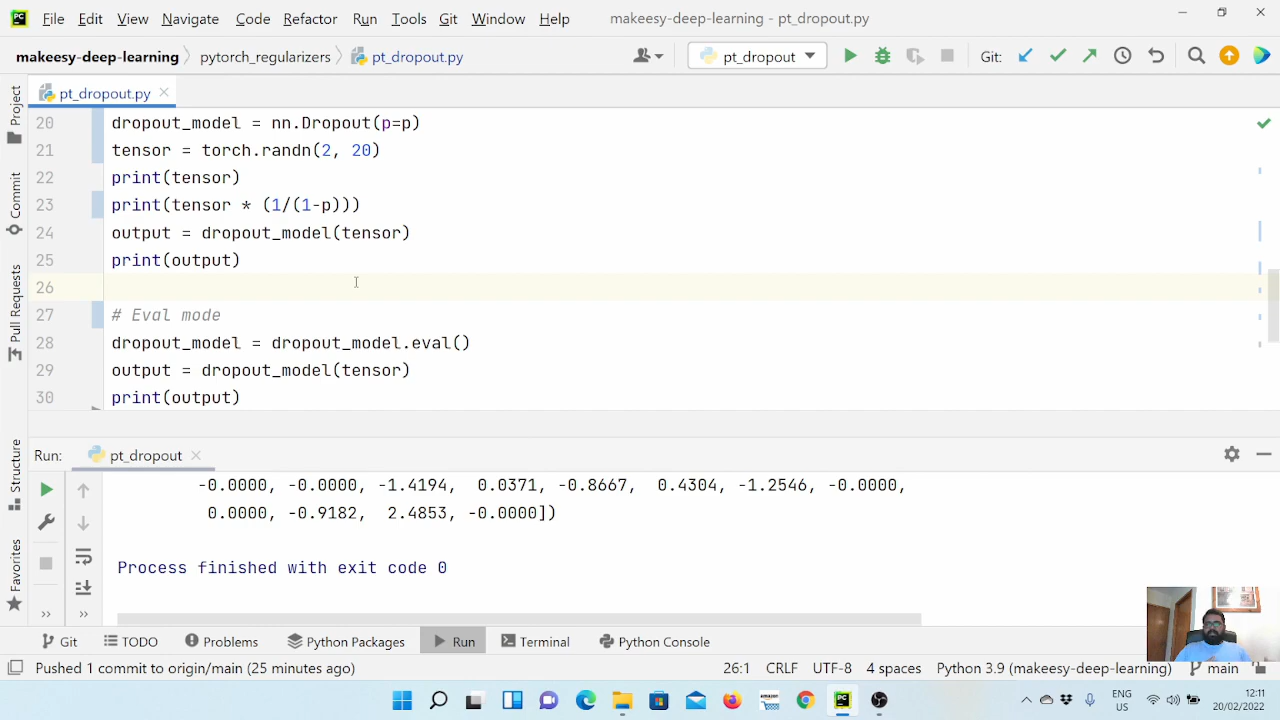 File Edit View Navigate Code Refactor Run Tools Git Window Help makeesy-deep-learning - pt_dropout.py
makeesy-deep-learning pytorch_regularizers pt_dropout.py pt_dropout Git:
Project
Commit
Pull Requests
Structure
Favorites
pt_dropout.py
20 dropout_model = nn.Dropout(p=p)
21 tensor = torch.randn(2, 20)
22 print(tensor)
23 print(tensor * (1/(1-p)))
24 output = dropout_model(tensor)
25 print(output)
26
27 # Eval mode
28 dropout_model = dropout_model.eval()
29 output = dropout_model(tensor)
30 print(output)
Run: pt_dropout
-0.0000, -0.0000, -1.4194, 0.0371, -0.8667, 0.4304, -1.2546, -0.0000,
0.0000, -0.9182, 2.4853, -0.0000])
Process finished with exit code 0
Git TODO Problems Python Packages Run Terminal Python Console
Pushed 1 commit to origin/main (25 minutes ago) 26:1 CRLF UTF-8 4 spaces Python 3.9 (makeesy-deep-learning) main
ENG 12:11
US 20/02/2022